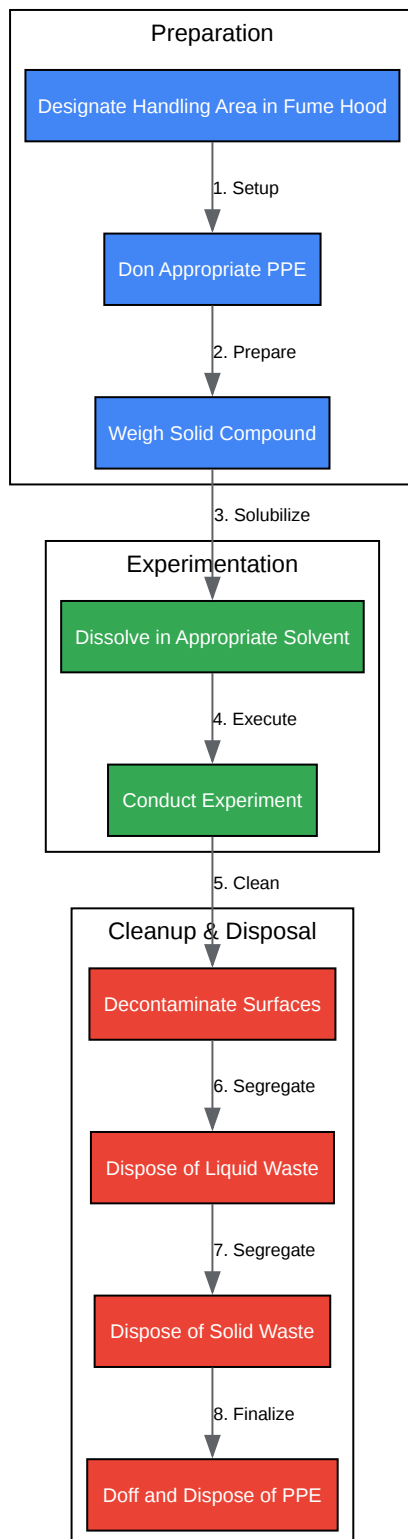 Preparation
Designate Handling Area in Fume Hood
1. Setup
Don Appropriate PPE
2. Prepare
Weigh Solid Compound
3. Solubilize
Experimentation
Dissolve in Appropriate Solvent
4. Execute
Conduct Experiment
5. Clean
Cleanup & Disposal
Decontaminate Surfaces
6. Segregate
Dispose of Liquid Waste
7. Segregate
Dispose of Solid Waste
8. Finalize
Doff and Dispose of PPE